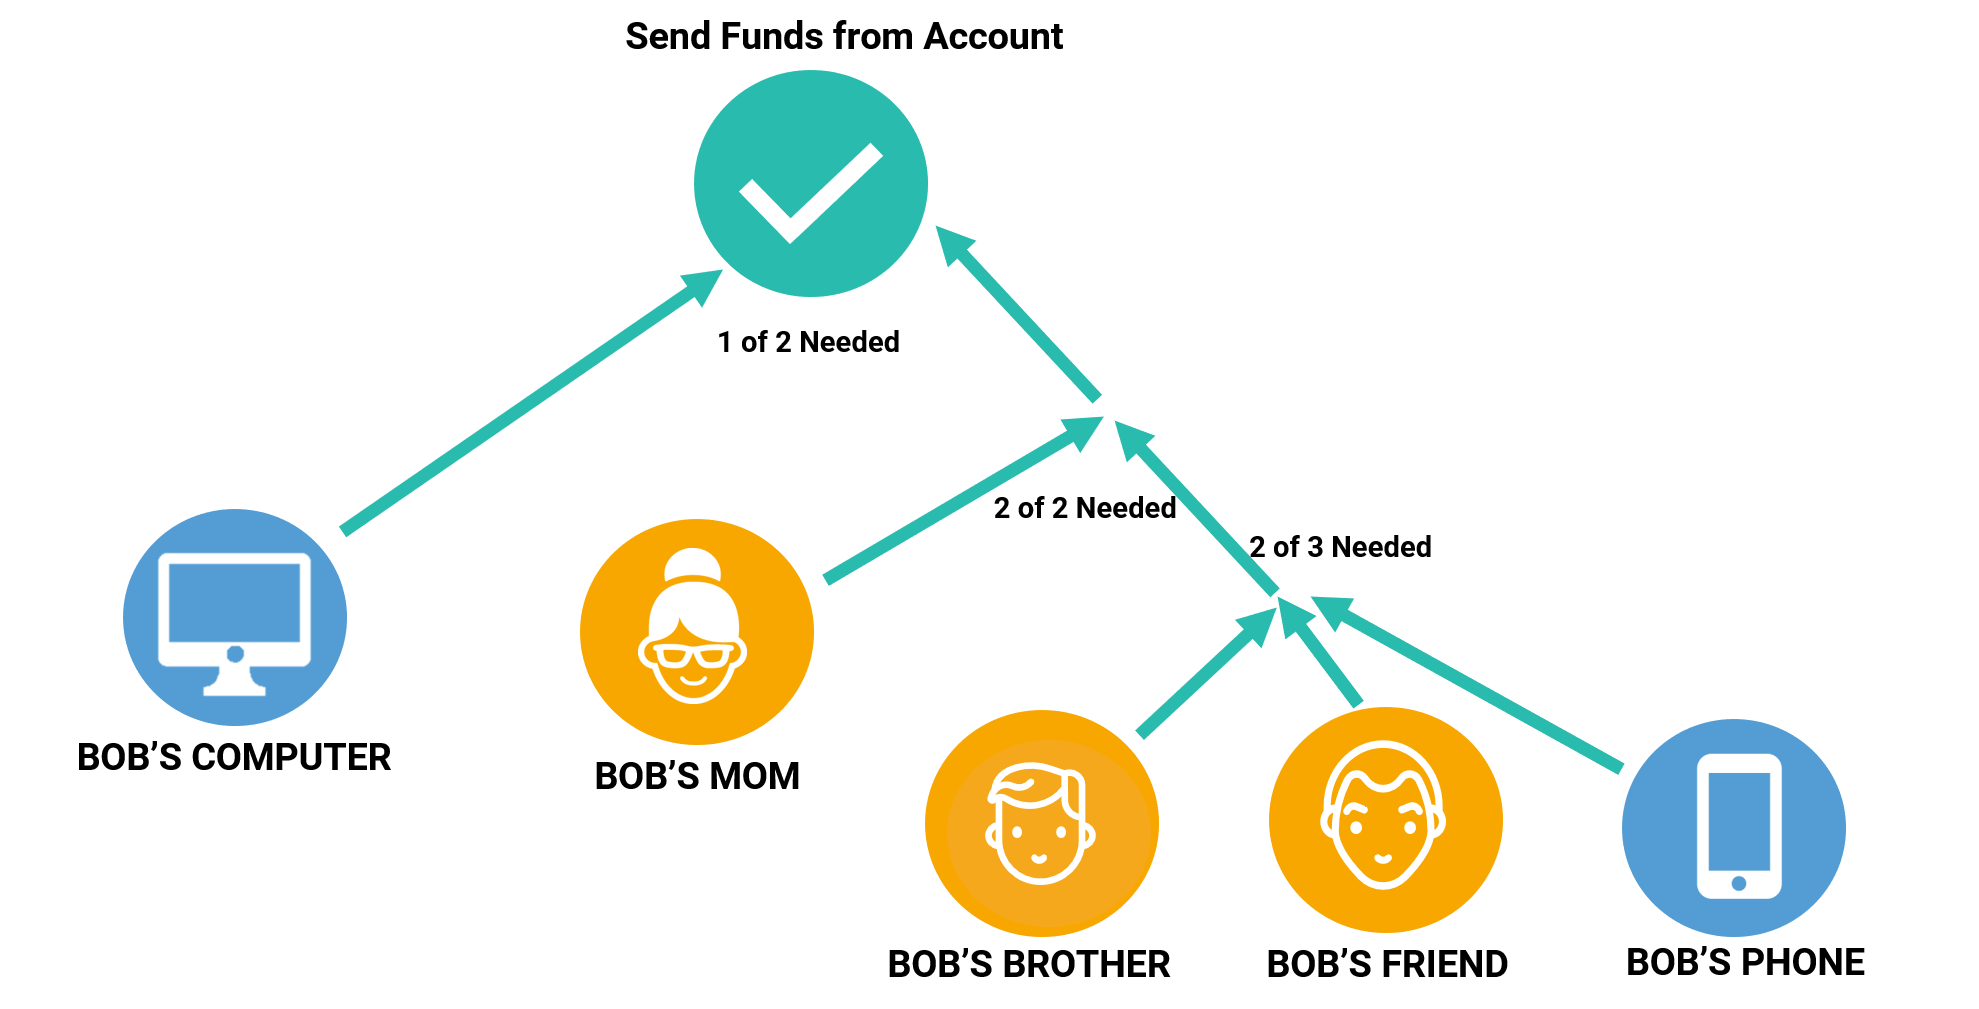 Send Funds from Account
1 of 2 Needed
2 of 2 Needed
2 of 3 Needed
BOB’S COMPUTER
BOB’S MOM
BOB’S BROTHER
BOB’S FRIEND
BOB’S PHONE